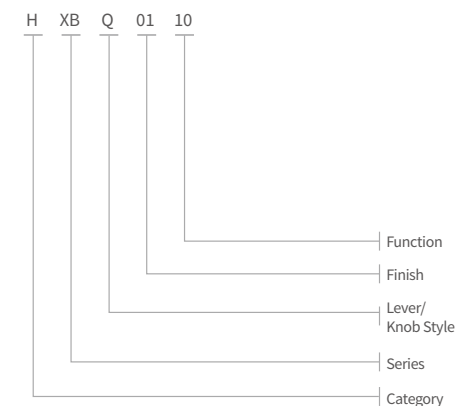 H XB Q 01 10
Function
Finish
Lever/
Knob Style
Series
Category